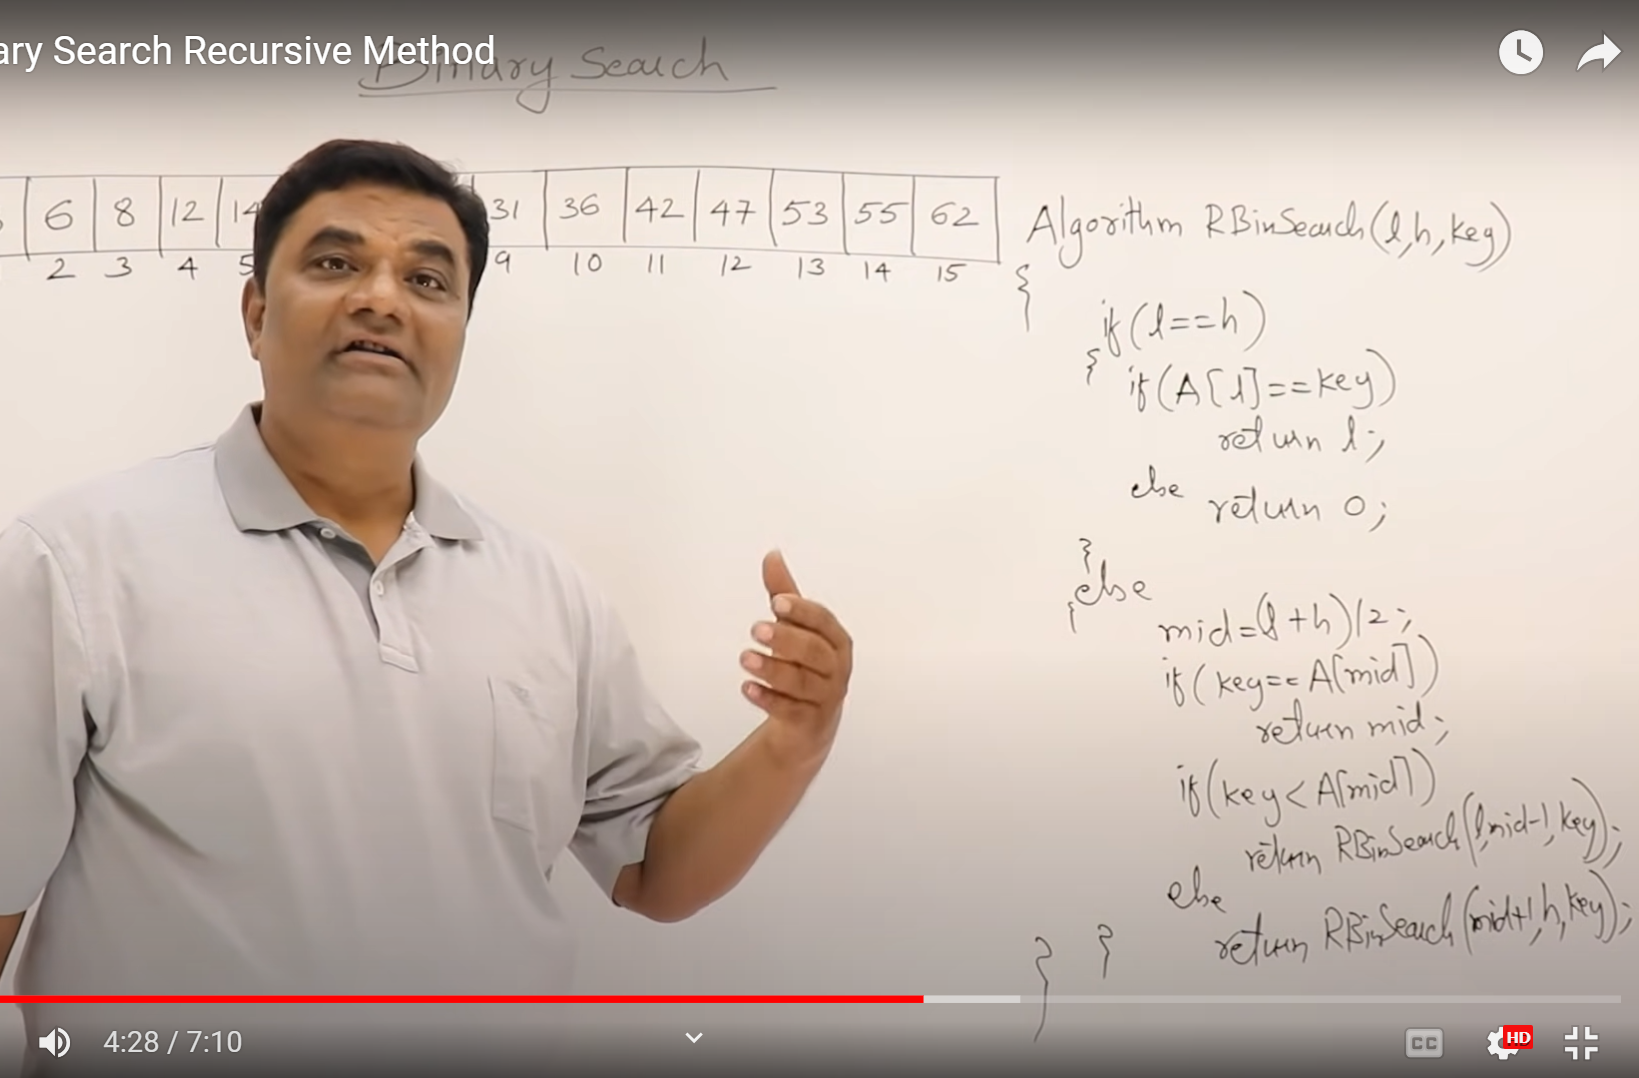 ary Search Recursive Method
Binary Search
6 8 12 14 31 36 42 47 53 55 62
2 3 4 5 9 10 11 12 13 14 15
Algorithm RBinSearch(l,h,key)
{
if(l==h)
{
if(A[l]==key)
return l;
else return 0;
}
else
{
mid=(l+h)/2;
if(key==A[mid])
return mid;
if(key<A[mid])
return RBinSearch(l,mid-1,key);
else
return RBinSearch(mid+1,h,key);
}
}
4:28 / 7:10
CC
HD